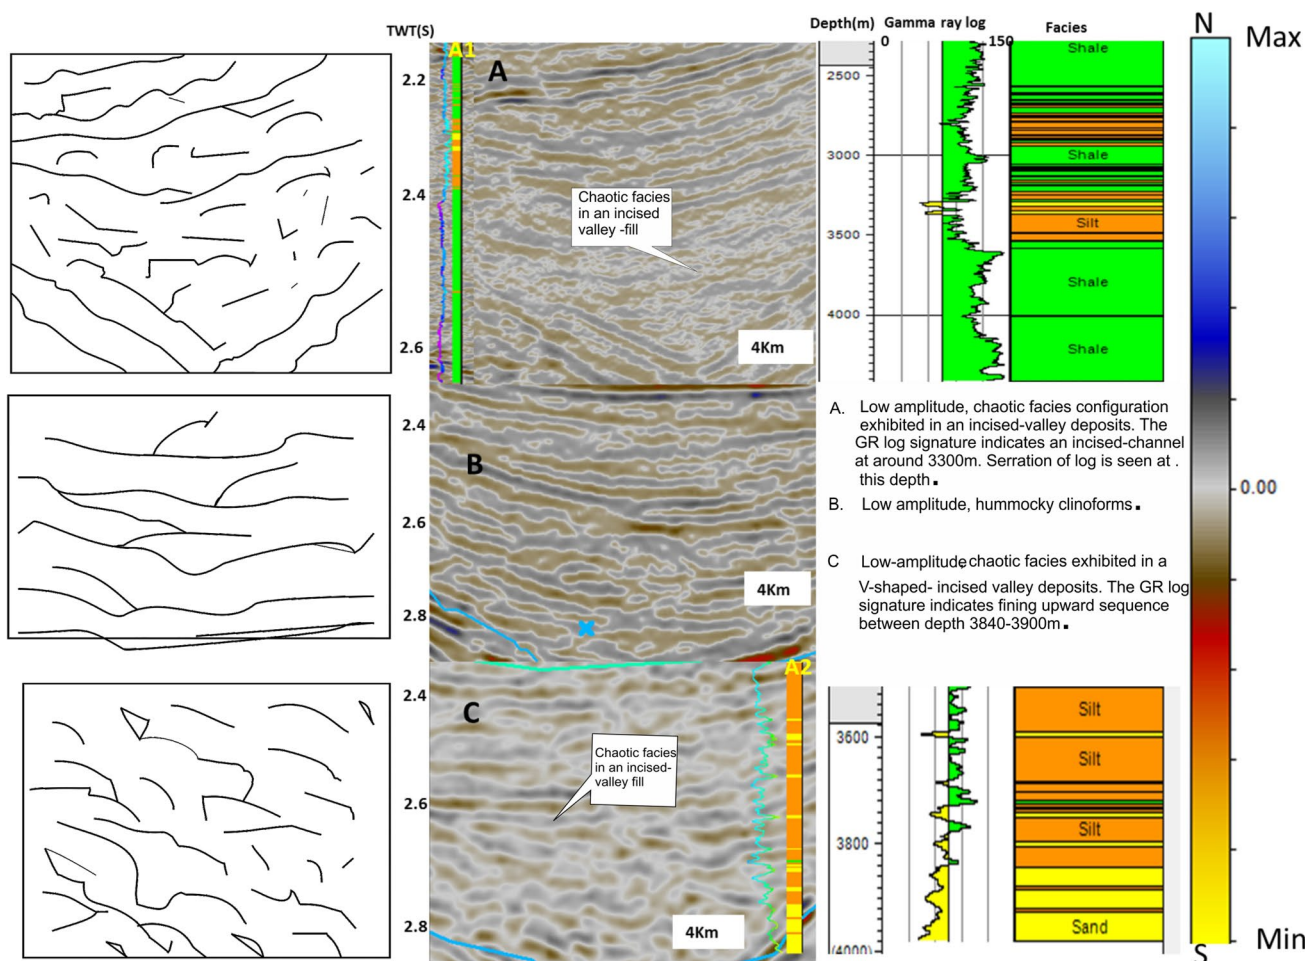 TWT(S)
Depth(m) Gamma ray log Facies N
0 150
Max
A1
A
2.2
2.4
2.6
Chaotic facies
in an incised
valley -fill
4Km
2500
3000
3500
4000
Shale
Shale
Silt
Shale
Shale
B
2.4
2.6
2.8
4Km
A. Low amplitude, chaotic facies configuration
exhibited in an incised-valley deposits. The
GR log signature indicates an incised-channel
at around 3300m. Serration of log is seen at .
this depth.
B. Low amplitude, hummocky clinoforms.
C Low-amplitude, chaotic facies exhibited in a
V-shaped- incised valley deposits. The GR log
signature indicates fining upward sequence
between depth 3840-3900m.
0.00
A2
C
2.4
2.6
2.8
Chaotic facies
in an incised-
valley fill
4Km
3600
3800
(4000)
Silt
Silt
Silt
Sand
Min
S